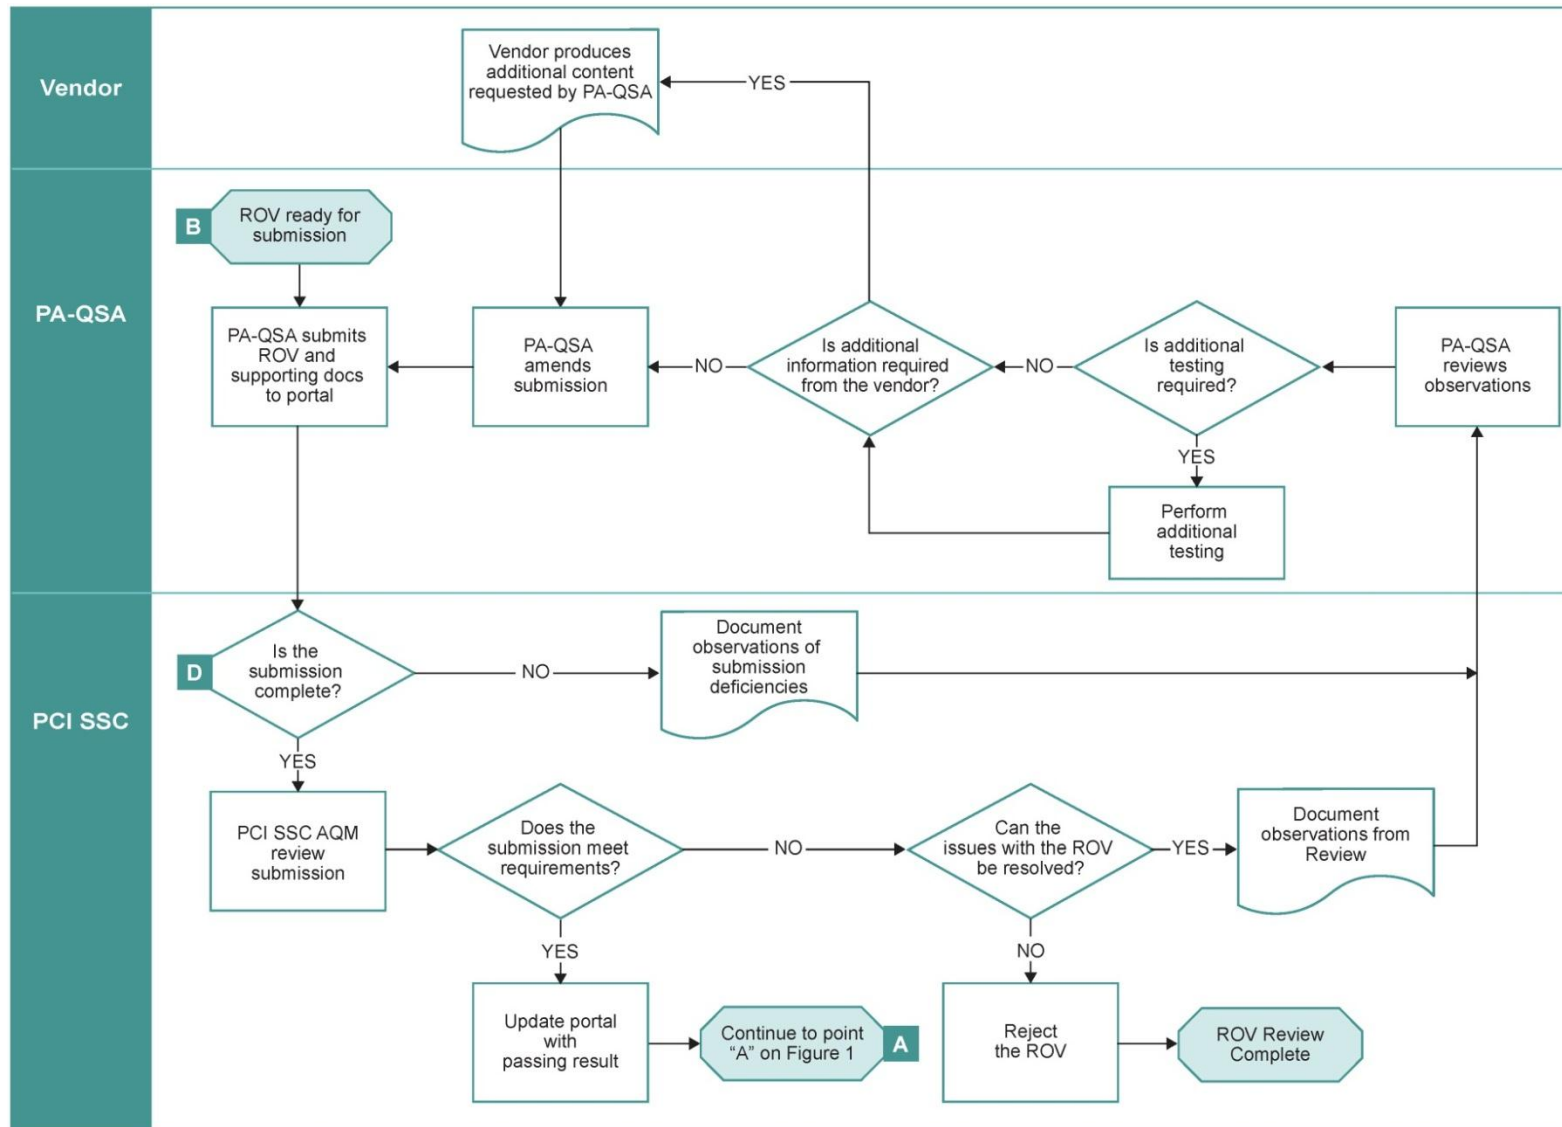 Vendor
Vendor produces
additional content
requested by PA-QSA
YES
PA-QSA
B
ROV ready for
submission
PA-QSA submits
ROV and
supporting docs
to portal
PA-QSA
amends
submission
NO
Is additional
information required
from the vendor?
NO
Is additional
testing
required?
PA-QSA
reviews
observations
YES
Perform
additional
testing
PCI SSC
D
Is the
submission
complete?
NO
Document
observations of
submission
deficiencies
YES
PCI SSC AQM
review
submission
Does the
submission meet
requirements?
NO
Can the
issues with the ROV
be resolved?
YES
Document
observations from
Review
YES
NO
Update portal
with
passing result
Continue to point
“A” on Figure 1
A
Reject
the ROV
ROV Review
Complete